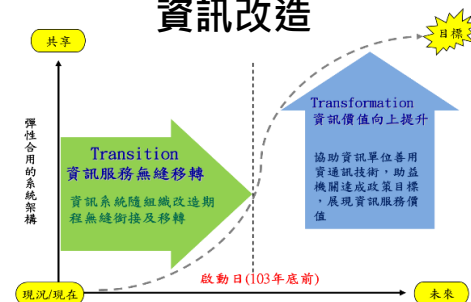 資訊改造
共享
目標
彈性合用的系統架構
Transition
資訊服務無縫移轉
資訊系統隨組織改造期
程無縫銜接及移轉
Transformation
資訊價值向上提升
協助資訊單位善用
資通訊技術，助益
機關達成政策目標
，展現資訊服務價
值
啟動日(103年底前)
現況/現在
未來